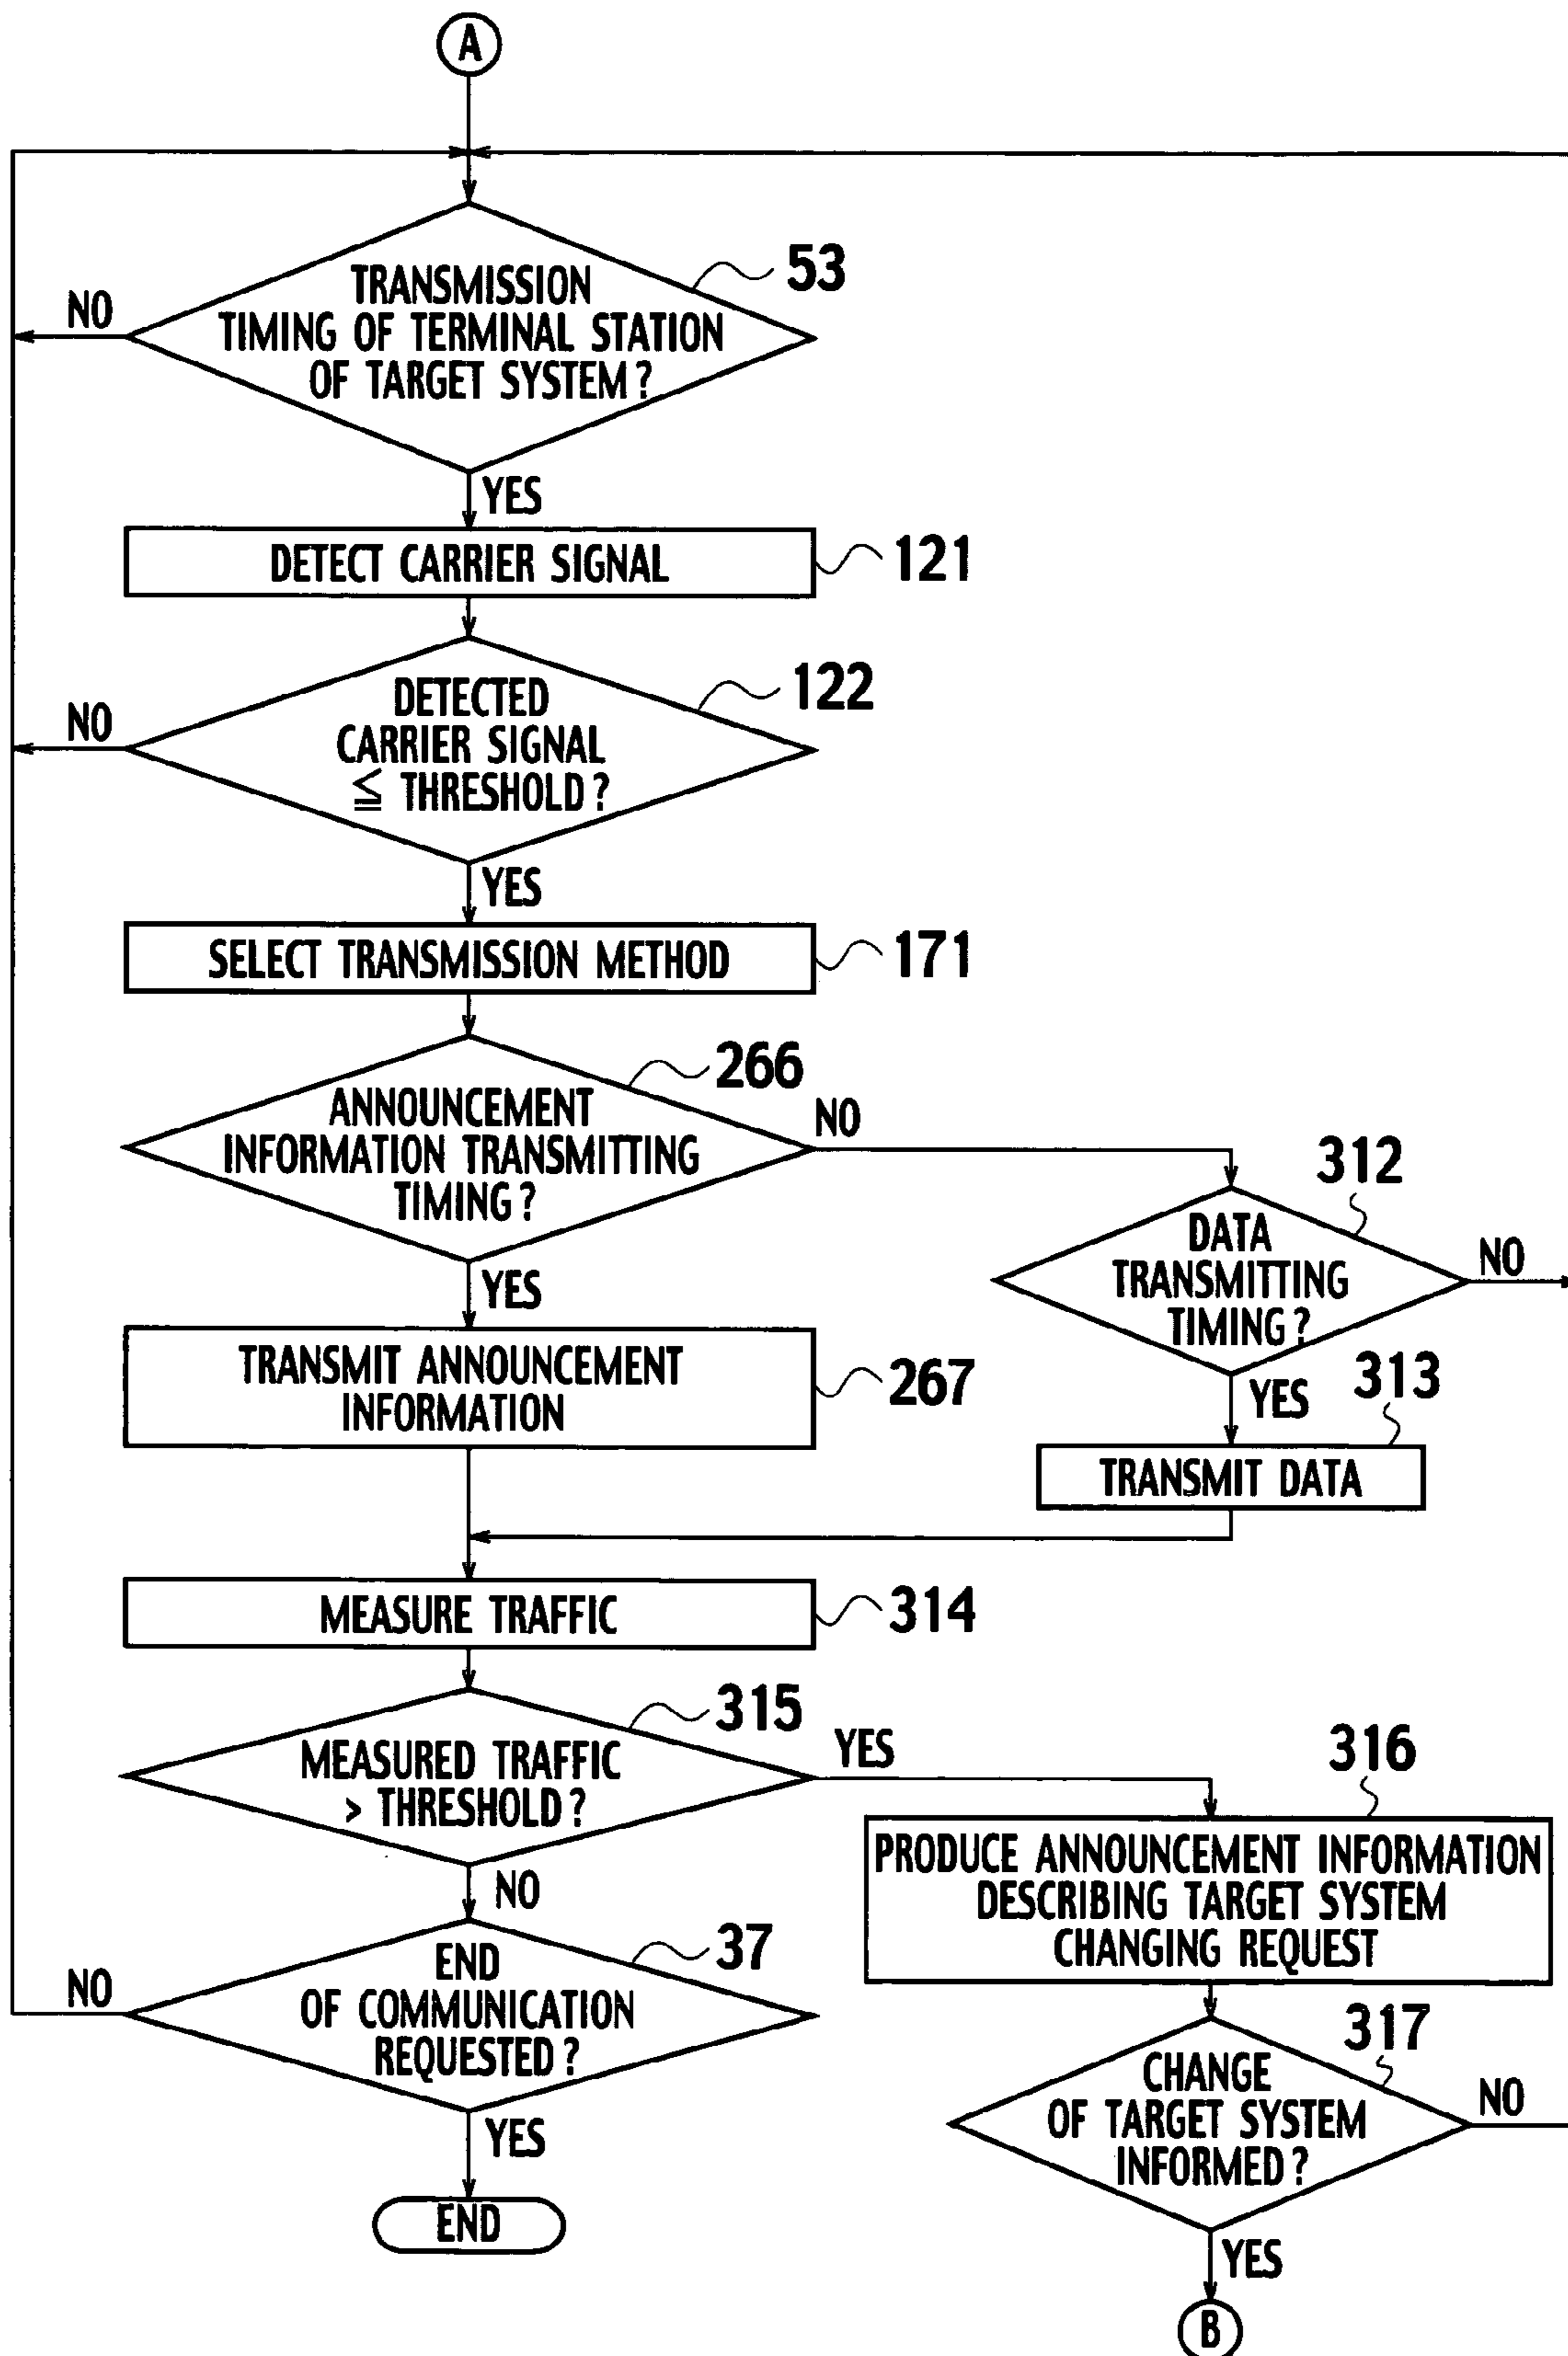 A
TRANSMISSION
TIMING OF TERMINAL STATION
OF TARGET SYSTEM?
53
NO
YES
DETECT CARRIER SIGNAL
121
DETECTED
CARRIER SIGNAL
≦ THRESHOLD?
122
NO
YES
SELECT TRANSMISSION METHOD
171
ANNOUNCEMENT
INFORMATION TRANSMITTING
TIMING?
266
NO
YES
DATA
TRANSMITTING
TIMING?
312
NO
YES
TRANSMIT ANNOUNCEMENT
INFORMATION
267
TRANSMIT DATA
313
MEASURE TRAFFIC
314
MEASURED TRAFFIC
> THRESHOLD?
315
YES
NO
PRODUCE ANNOUNCEMENT INFORMATION
DESCRIBING TARGET SYSTEM
CHANGING REQUEST
316
END
OF COMMUNICATION
REQUESTED?
37
NO
YES
CHANGE
OF TARGET SYSTEM
INFORMED?
317
NO
YES
END
B